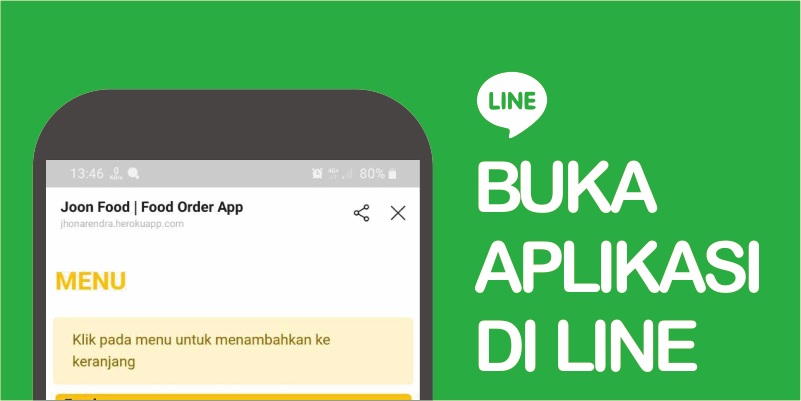 13:46
80%
Joon Food | Food Order App
jhonarendra.herokuapp.com
MENU
Klik pada menu untuk menambahkan ke
keranjang
LINE
BUKA
APLIKASI
DI LINE